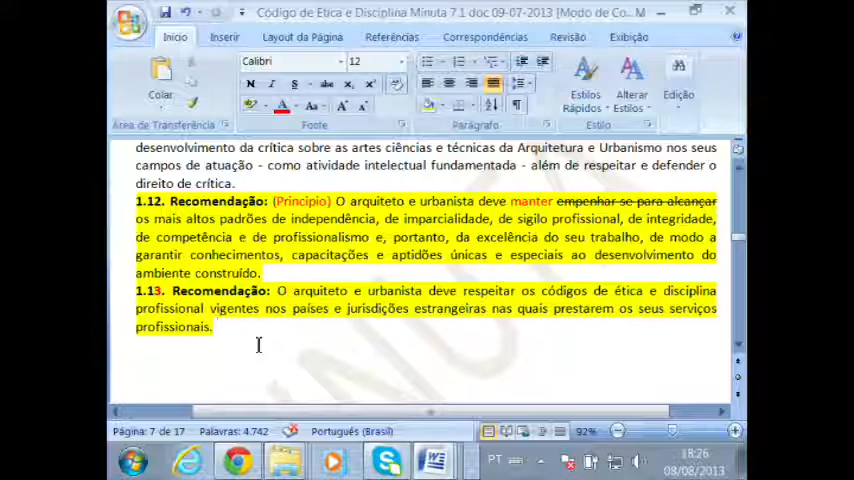 Código de Ética e Disciplina Minuta 7.1 doc 09-07-2013 [Modo de Co... M...
Início Inserir Layout da Página Referências Correspondências Revisão Exibição
Colar
Calibri 12
N I S abc x₂ x²
A Aa A A
Estilos Rápidos
Alterar Estilos
Edição
Área de Transferência Fonte Parágrafo Estilo
desenvolvimento da crítica sobre as artes ciências e técnicas da Arquitetura e Urbanismo nos seus
campos de atuação - como atividade intelectual fundamentada - além de respeitar e defender o
direito de crítica.
1.12. Recomendação: (Principio) O arquiteto e urbanista deve manter empenhar-se para alcançar
os mais altos padrões de independência, de imparcialidade, de sigilo profissional, de integridade,
de competência e de profissionalismo e, portanto, da excelência do seu trabalho, de modo a
garantir conhecimentos, capacitações e aptidões únicas e especiais ao desenvolvimento do
ambiente construído.
1.13. Recomendação: O arquiteto e urbanista deve respeitar os códigos de ética e disciplina
profissional vigentes nos países e jurisdições estrangeiras nas quais prestarem os seus serviços
profissionais.
MINUTA
Página: 7 de 17 Palavras: 4.742 Português (Brasil) 92%
PT 18:26
08/08/2013